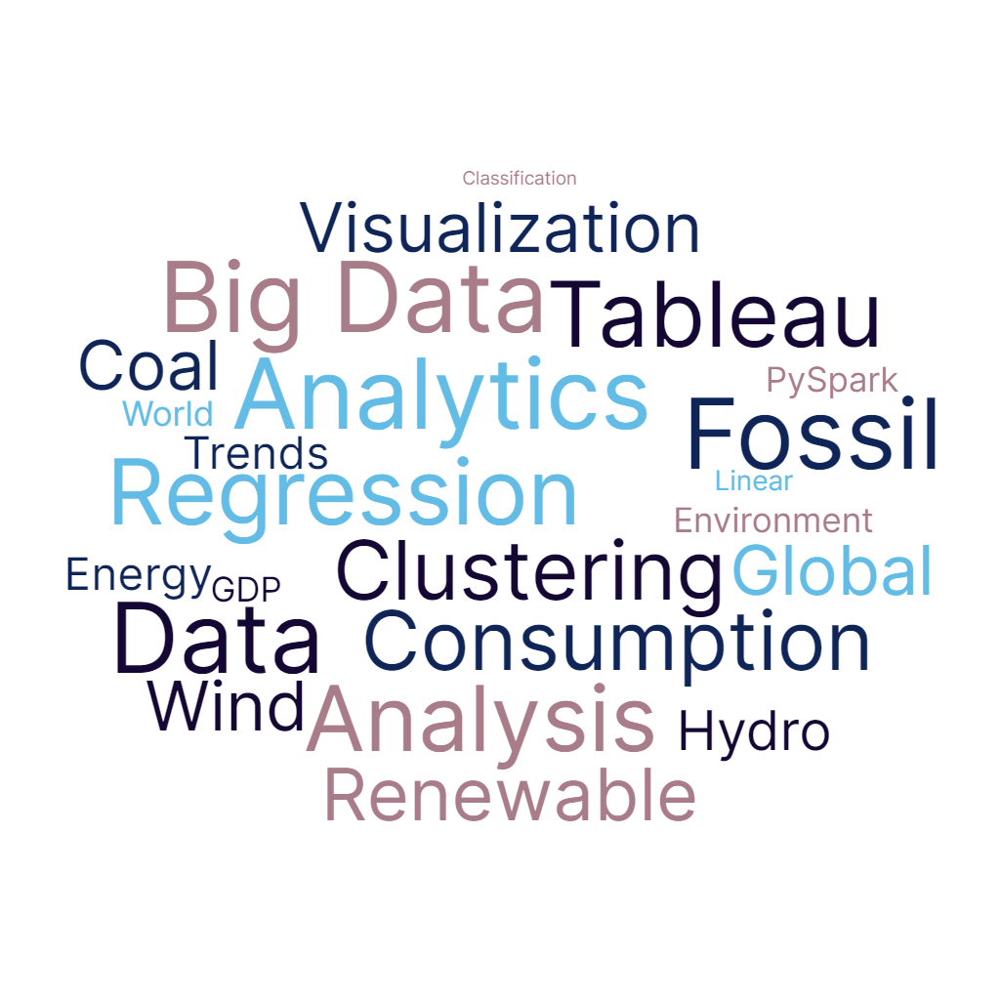 Classification
Visualization
Big Data
Tableau
Coal
Analytics
PySpark
World
Fossil
Trends
Regression
Linear
Environment
Energy
GDP
Clustering
Global
Data
Consumption
Wind
Analysis
Hydro
Renewable